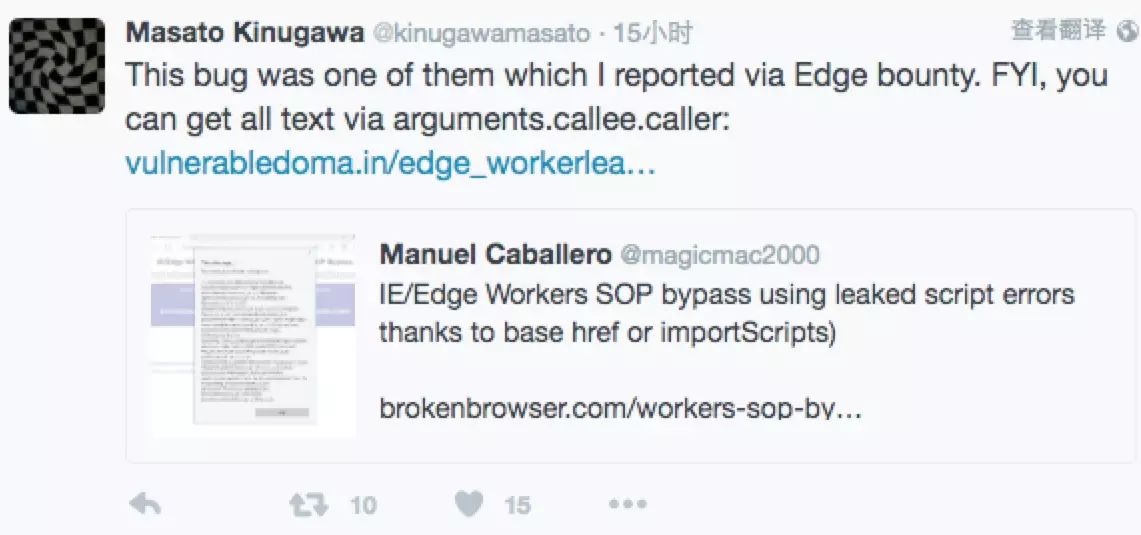 Masato Kinugawa @kinugawamasato · 15小时 查看翻译
This bug was one of them which I reported via Edge bounty. FYI, you
can get all text via arguments.callee.caller:
vulnerabledoma.in/edge_workerlea…
Manuel Caballero @magicmac2000
IE/Edge Workers SOP bypass using leaked script errors
thanks to base href or importScripts)
brokenbrowser.com/workers-sop-by…
10 15